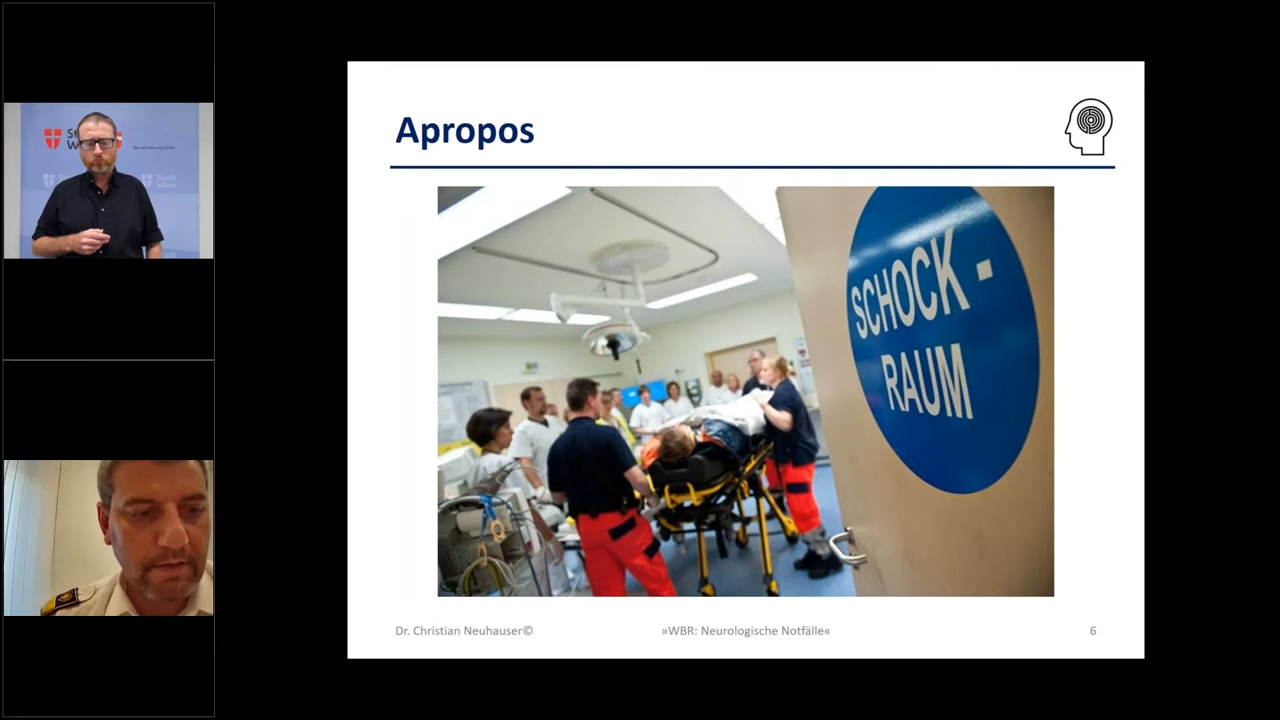 Apropos
SCHOCK -
RAUM
Dr. Christian Neuhauser©
»WBR: Neurologische Notfälle«
6